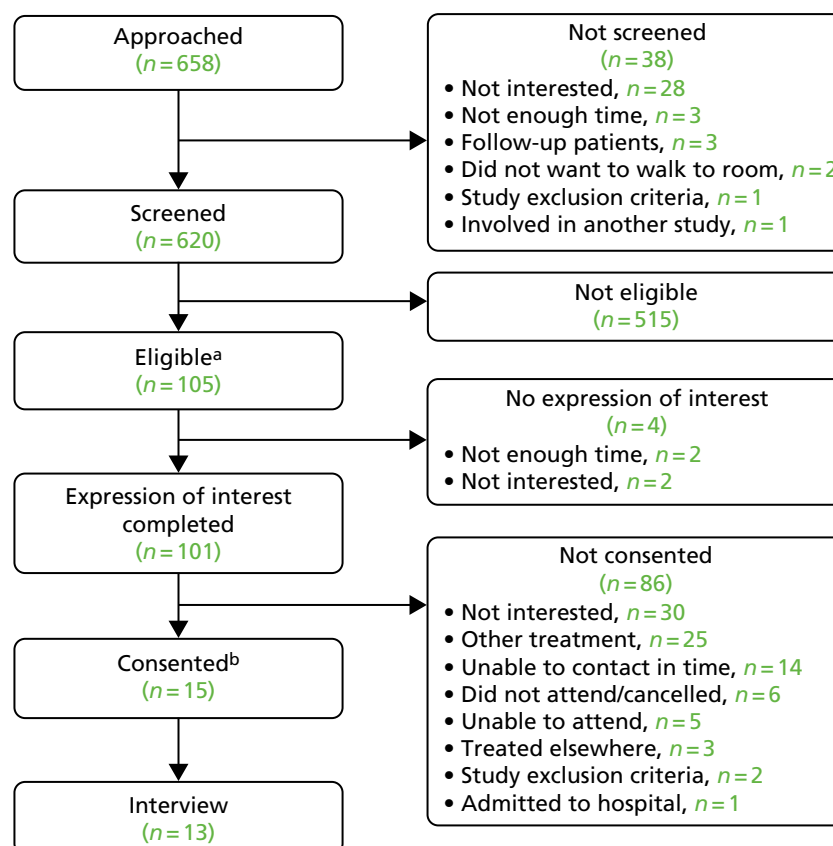 Approached
(n=658)
Not screened
(n=38)
• Not interested, n=28
• Not enough time, n=3
• Follow-up patients, n=3
• Did not want to walk to room, n=2
• Study exclusion criteria, n=1
• Involved in another study, n=1
Screened
(n=620)
Not eligible
(n=515)
Eligibleᵃ
(n=105)
No expression of interest
(n=4)
• Not enough time, n=2
• Not interested, n=2
Expression of interest
completed
(n=101)
Not consented
(n=86)
• Not interested, n=30
• Other treatment, n=25
• Unable to contact in time, n=14
• Did not attend/cancelled, n=6
• Unable to attend, n=5
• Treated elsewhere, n=3
• Study exclusion criteria, n=2
• Admitted to hospital, n=1
Consentedᵇ
(n=15)
Interview
(n=13)